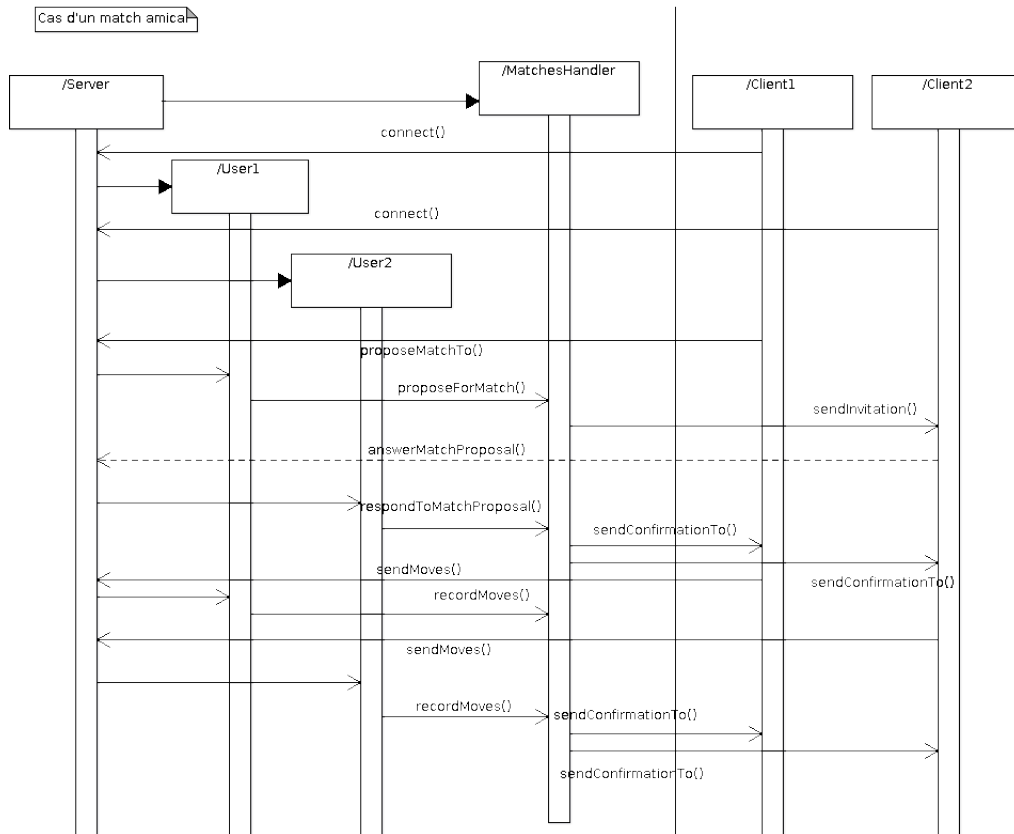 Cas d'un match amical
/MatchesHandler
/Server
/Client1
/Client2
connect()
/User1
connect()
/User2
proposeMatchTo()
proposeForMatch()
sendInvitation()
answerMatchProposal()
respondToMatchProposal()
sendConfirmationTo()
sendMoves()
sendConfirmationTo()
recordMoves()
sendMoves()
recordMoves()
sendConfirmationTo()
sendConfirmationTo()